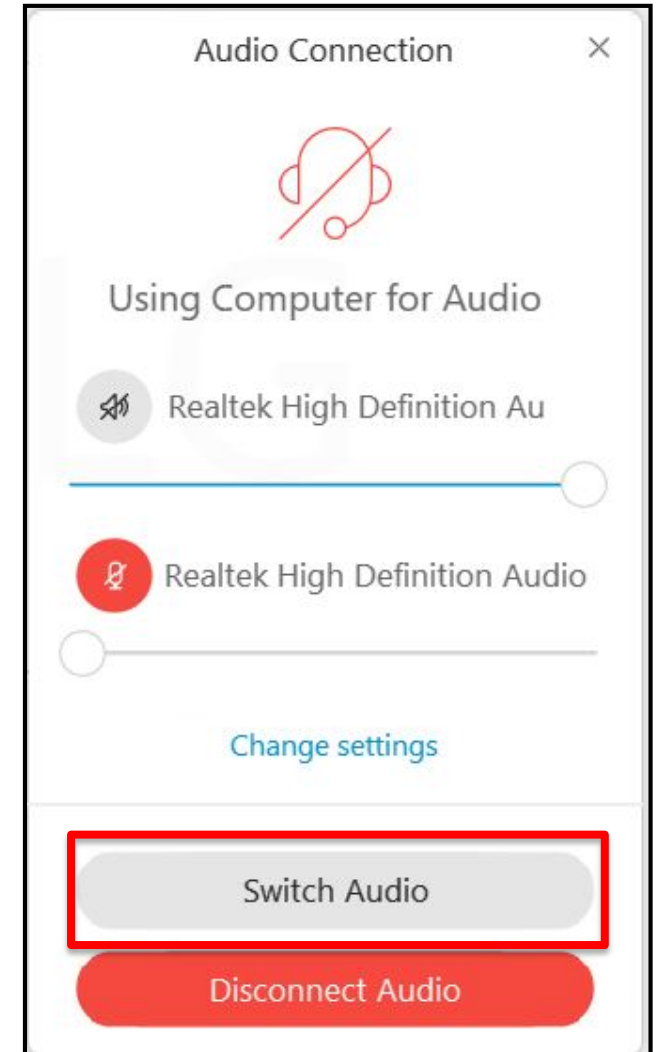 Audio Connection
Using Computer for Audio
Realtek High Definition Au
Realtek High Definition Audio
Change settings
Switch Audio
Disconnect Audio